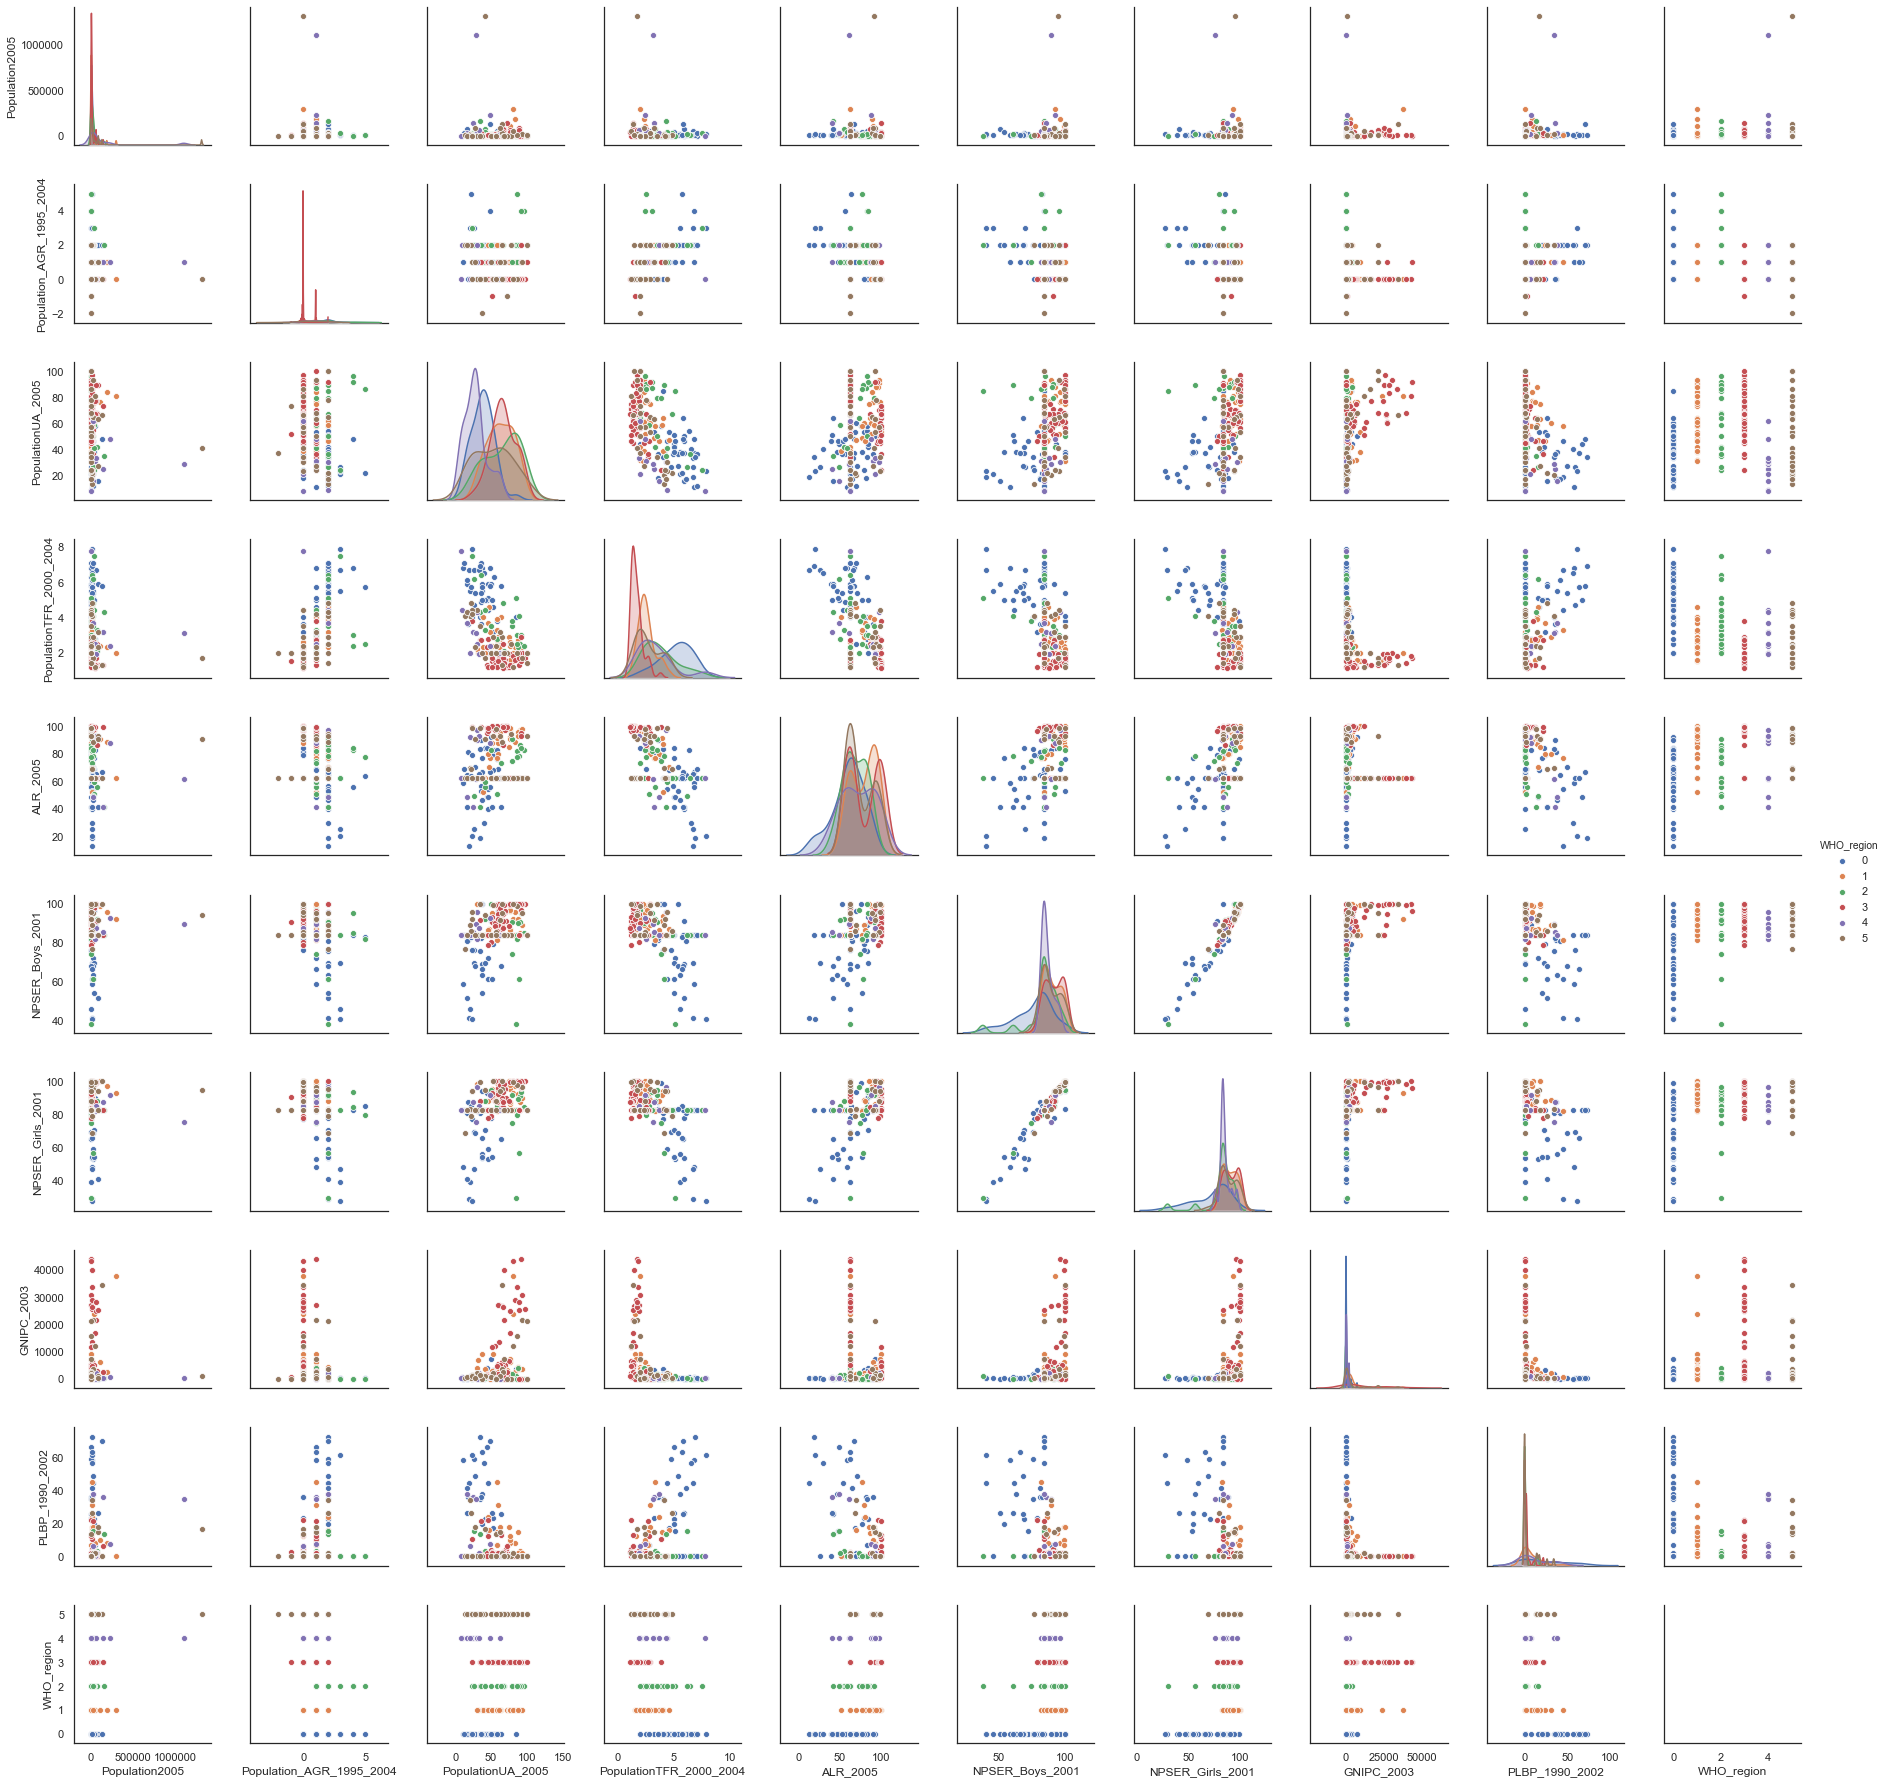 Population2005
1000000
500000
0
Population_AGR_1995_2004
4
2
0
−2
PopulationUA_2005
100
80
60
40
20
PopulationTFR_2000_2004
8
6
4
2
ALR_2005
100
80
60
40
20
NPSER_Boys_2001
100
80
60
40
NPSER_Girls_2001
100
80
60
40
GNIPC_2003
40000
30000
20000
10000
0
PLBP_1990_2002
60
40
20
0
WHO_region
5
4
3
2
1
0
0 500000 1000000
0 5
0 50 100 150
0 5 10
0 50 100
50 100
0 50 100
0 25000 50000
0 50 100
0 2 4
Population2005 Population_AGR_1995_2004 PopulationUA_2005 PopulationTFR_2000_2004 ALR_2005 NPSER_Boys_2001 NPSER_Girls_2001 GNIPC_2003 PLBP_1990_2002 WHO_region
WHO_region
0
1
2
3
4
5